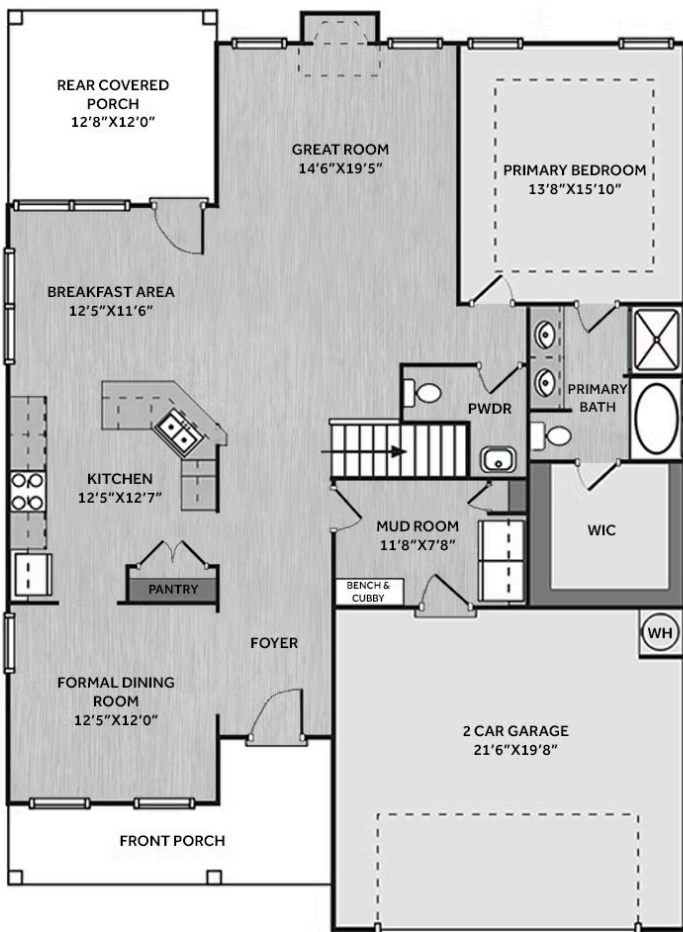 REAR COVERED
PORCH
12'8"X12'0"
GREAT ROOM
14'6"X19'5"
PRIMARY BEDROOM
13'8"X15'10"
BREAKFAST AREA
12'5"X11'6"
PWDR
PRIMARY
BATH
KITCHEN
12'5"X12'7"
MUD ROOM
11'8"X7'8"
WIC
PANTRY
BENCH &
CUBBY
FOYER
WH
FORMAL DINING
ROOM
12'5"X12'0"
2 CAR GARAGE
21'6"X19'8"
FRONT PORCH